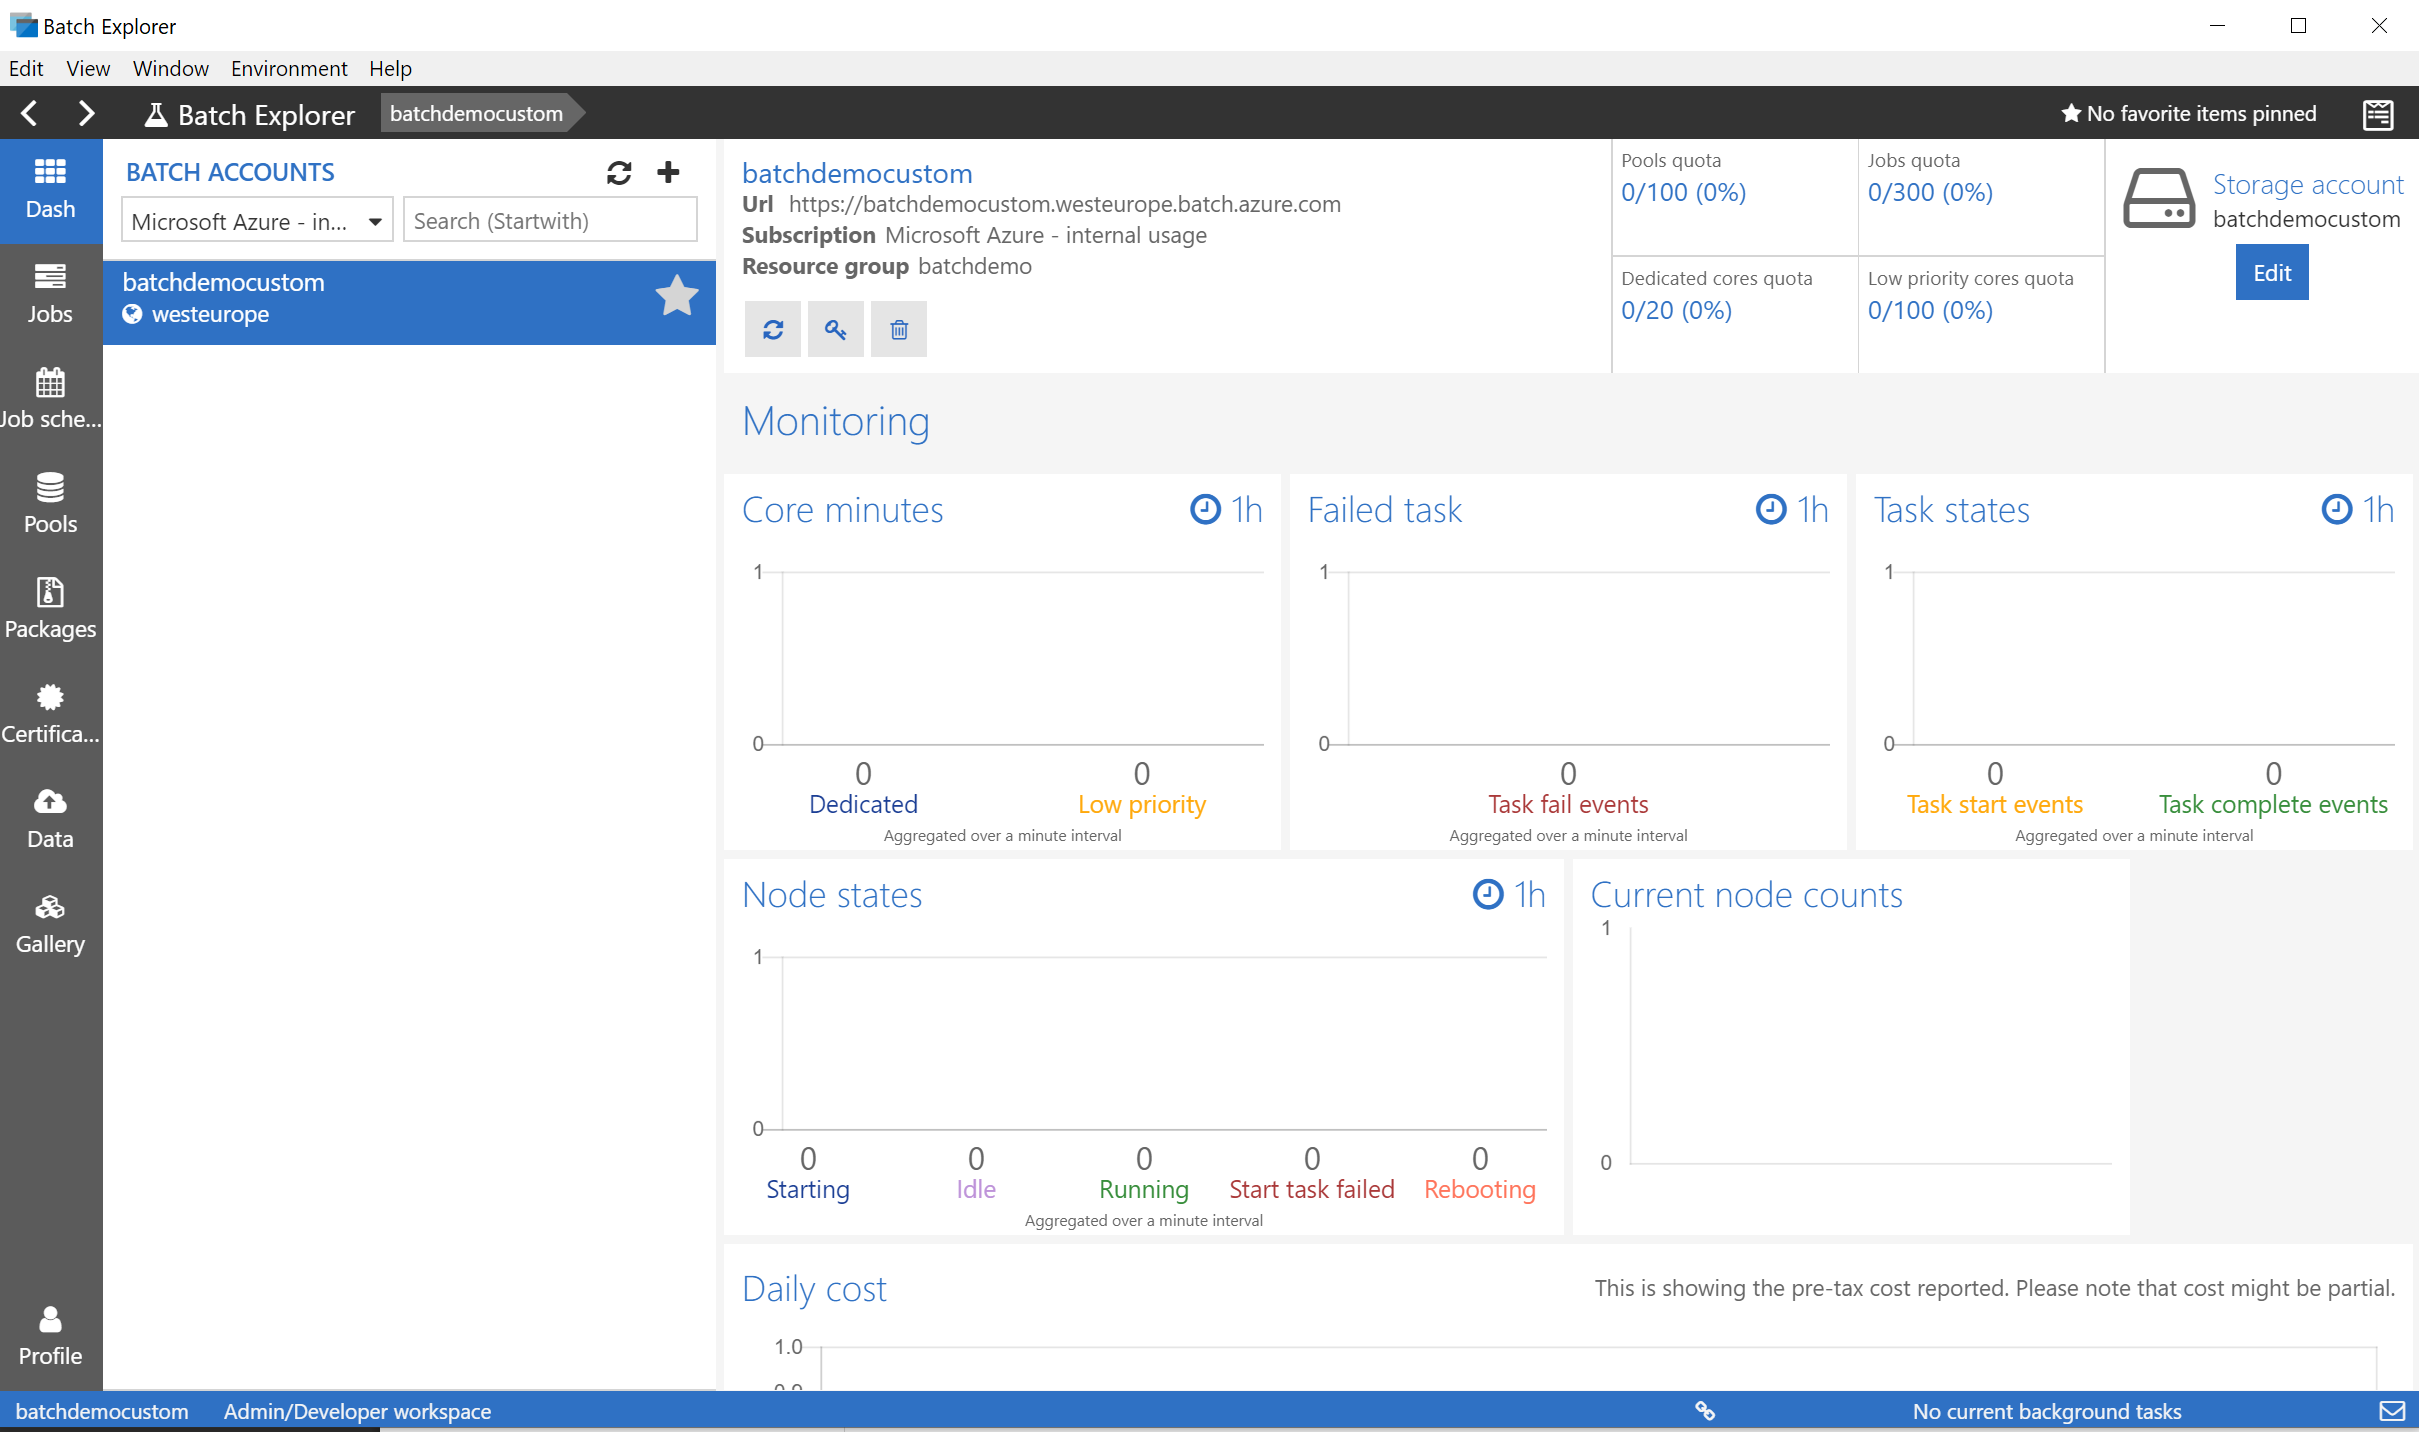 Batch Explorer
Edit View Window Environment Help
Batch Explorer batchdemocustom No favorite items pinned
Dash
Jobs
Job sche...
Pools
Packages
Certifica...
Data
Gallery
Profile
BATCH ACCOUNTS
Microsoft Azure - in... Search (Startwith)
batchdemocustom
westeurope
batchdemocustom
Url https://batchdemocustom.westeurope.batch.azure.com
Subscription Microsoft Azure - internal usage
Resource group batchdemo
Pools quota
0/100 (0%)
Jobs quota
0/300 (0%)
Dedicated cores quota
0/20 (0%)
Low priority cores quota
0/100 (0%)
Storage account
batchdemocustom
Edit
Monitoring
Core minutes 1h
1
0
0 0
Dedicated Low priority
Aggregated over a minute interval
Failed task 1h
1
0
0
Task fail events
Aggregated over a minute interval
Task states 1h
1
0
0 0
Task start events Task complete events
Aggregated over a minute interval
Node states 1h
1
0
0 0 0 0 0
Starting Idle Running Start task failed Rebooting
Aggregated over a minute interval
Current node counts
1
0
Daily cost This is showing the pre-tax cost reported. Please note that cost might be partial.
1.0
batchdemocustom Admin/Developer workspace No current background tasks